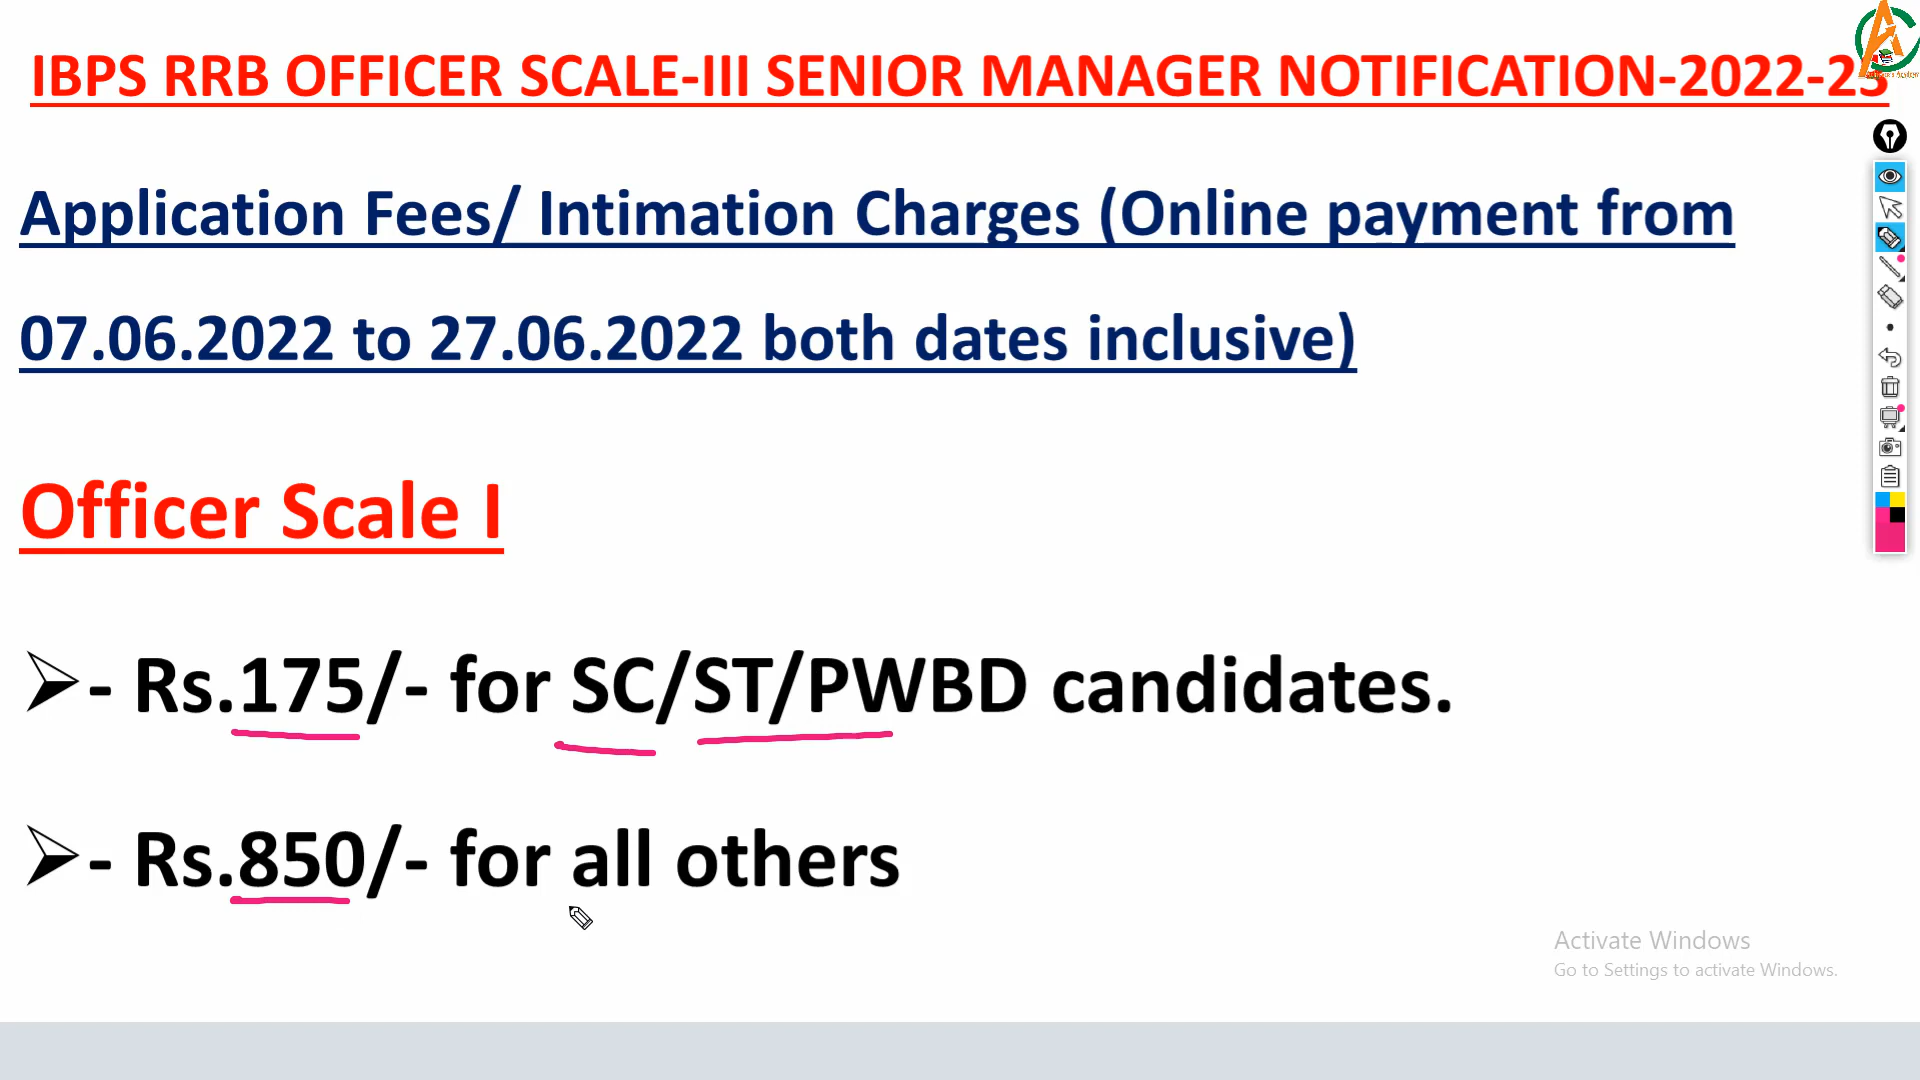 IBPS RRB OFFICER SCALE-III SENIOR MANAGER NOTIFICATION-2022-23
Application Fees/ Intimation Charges (Online payment from
07.06.2022 to 27.06.2022 both dates inclusive)
Officer Scale I
- Rs.175/- for SC/ST/PWBD candidates.
- Rs.850/- for all others
Activate Windows
Go to Settings to activate Windows.